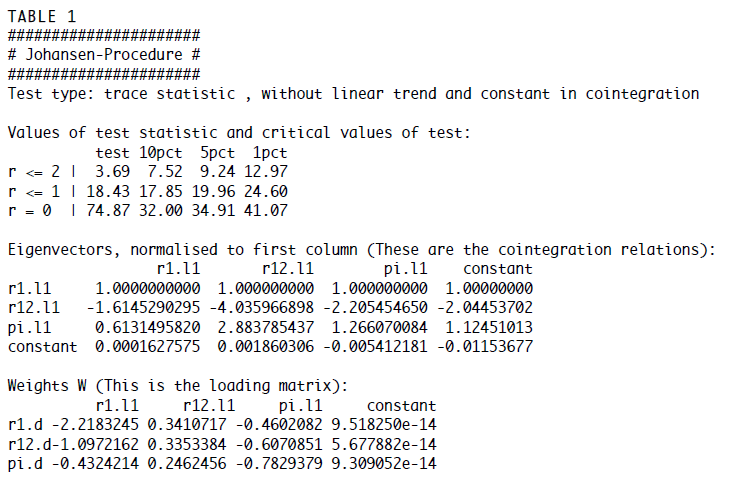 TABLE 1
######################
# Johansen-Procedure #
######################
Test type: trace statistic , without linear trend and constant in cointegration
Values of test statistic and critical values of test:
          test 10pct  5pct  1pct
r <= 2 |  3.69  7.52  9.24 12.97
r <= 1 | 18.43 17.85 19.96 24.60
r = 0  | 74.87 32.00 34.91 41.07
Eigenvectors, normalised to first column (These are the cointegration relations):
                 r1.l1       r12.l1        pi.l1    constant
r1.l1     1.0000000000  1.000000000  1.000000000  1.00000000
r12.l1   -1.6145290295 -4.035966898 -2.205454650 -2.04453702
pi.l1     0.6131495820  2.883785437  1.266070084  1.12451013
constant  0.0001627575  0.001860306 -0.005412181 -0.01153677
Weights W (This is the loading matrix):
          r1.l1     r12.l1     pi.l1     constant
r1.d -2.2183245 0.3410717 -0.4602082 9.518250e-14
r12.d-1.0972162 0.3353384 -0.6070851 5.677882e-14
pi.d -0.4324214 0.2462456 -0.7829379 9.309052e-14